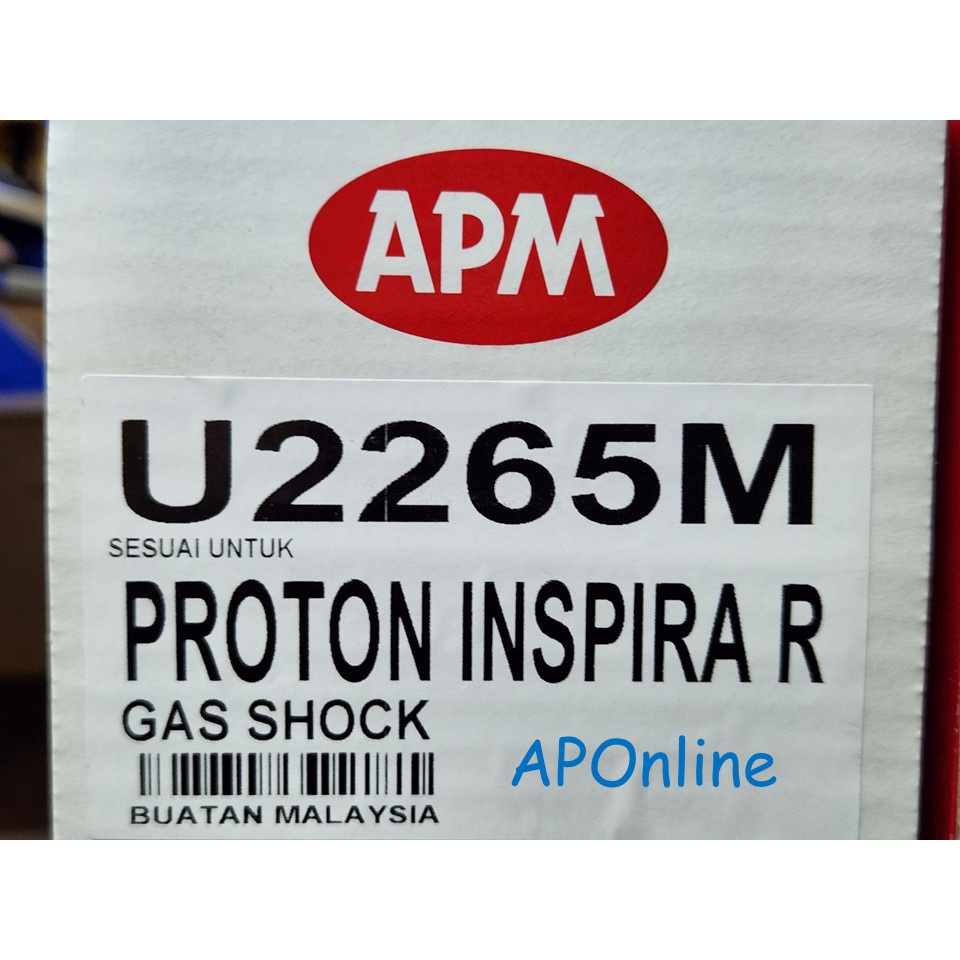 APM
U2265M
SESUAI UNTUK
PROTON INSPIRA R
GAS SHOCK
APOnline
BUATAN MALAYSIA